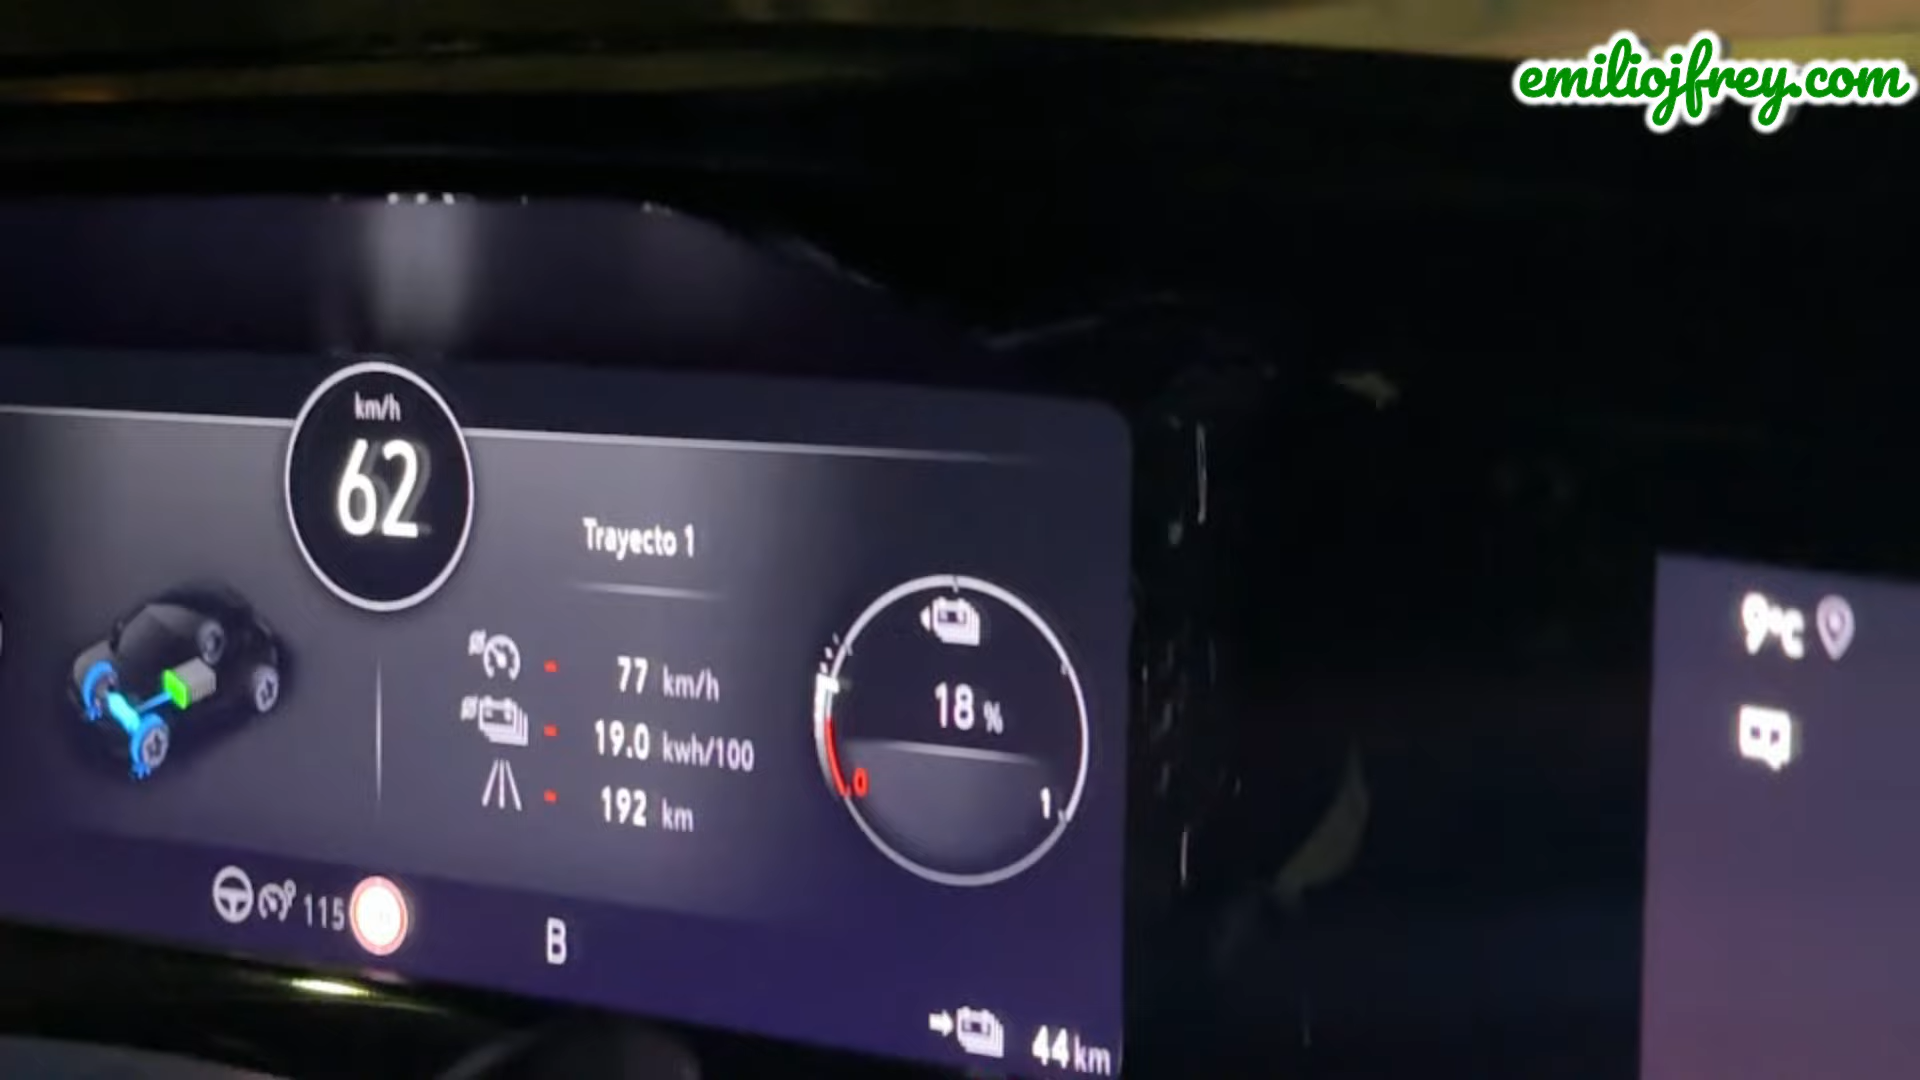 emiliojfrey.com
km/h
62
Trayecto 1
77 km/h
19.0 kwh/100
192 km
18 %
0
1
9°C
115
B
44 km